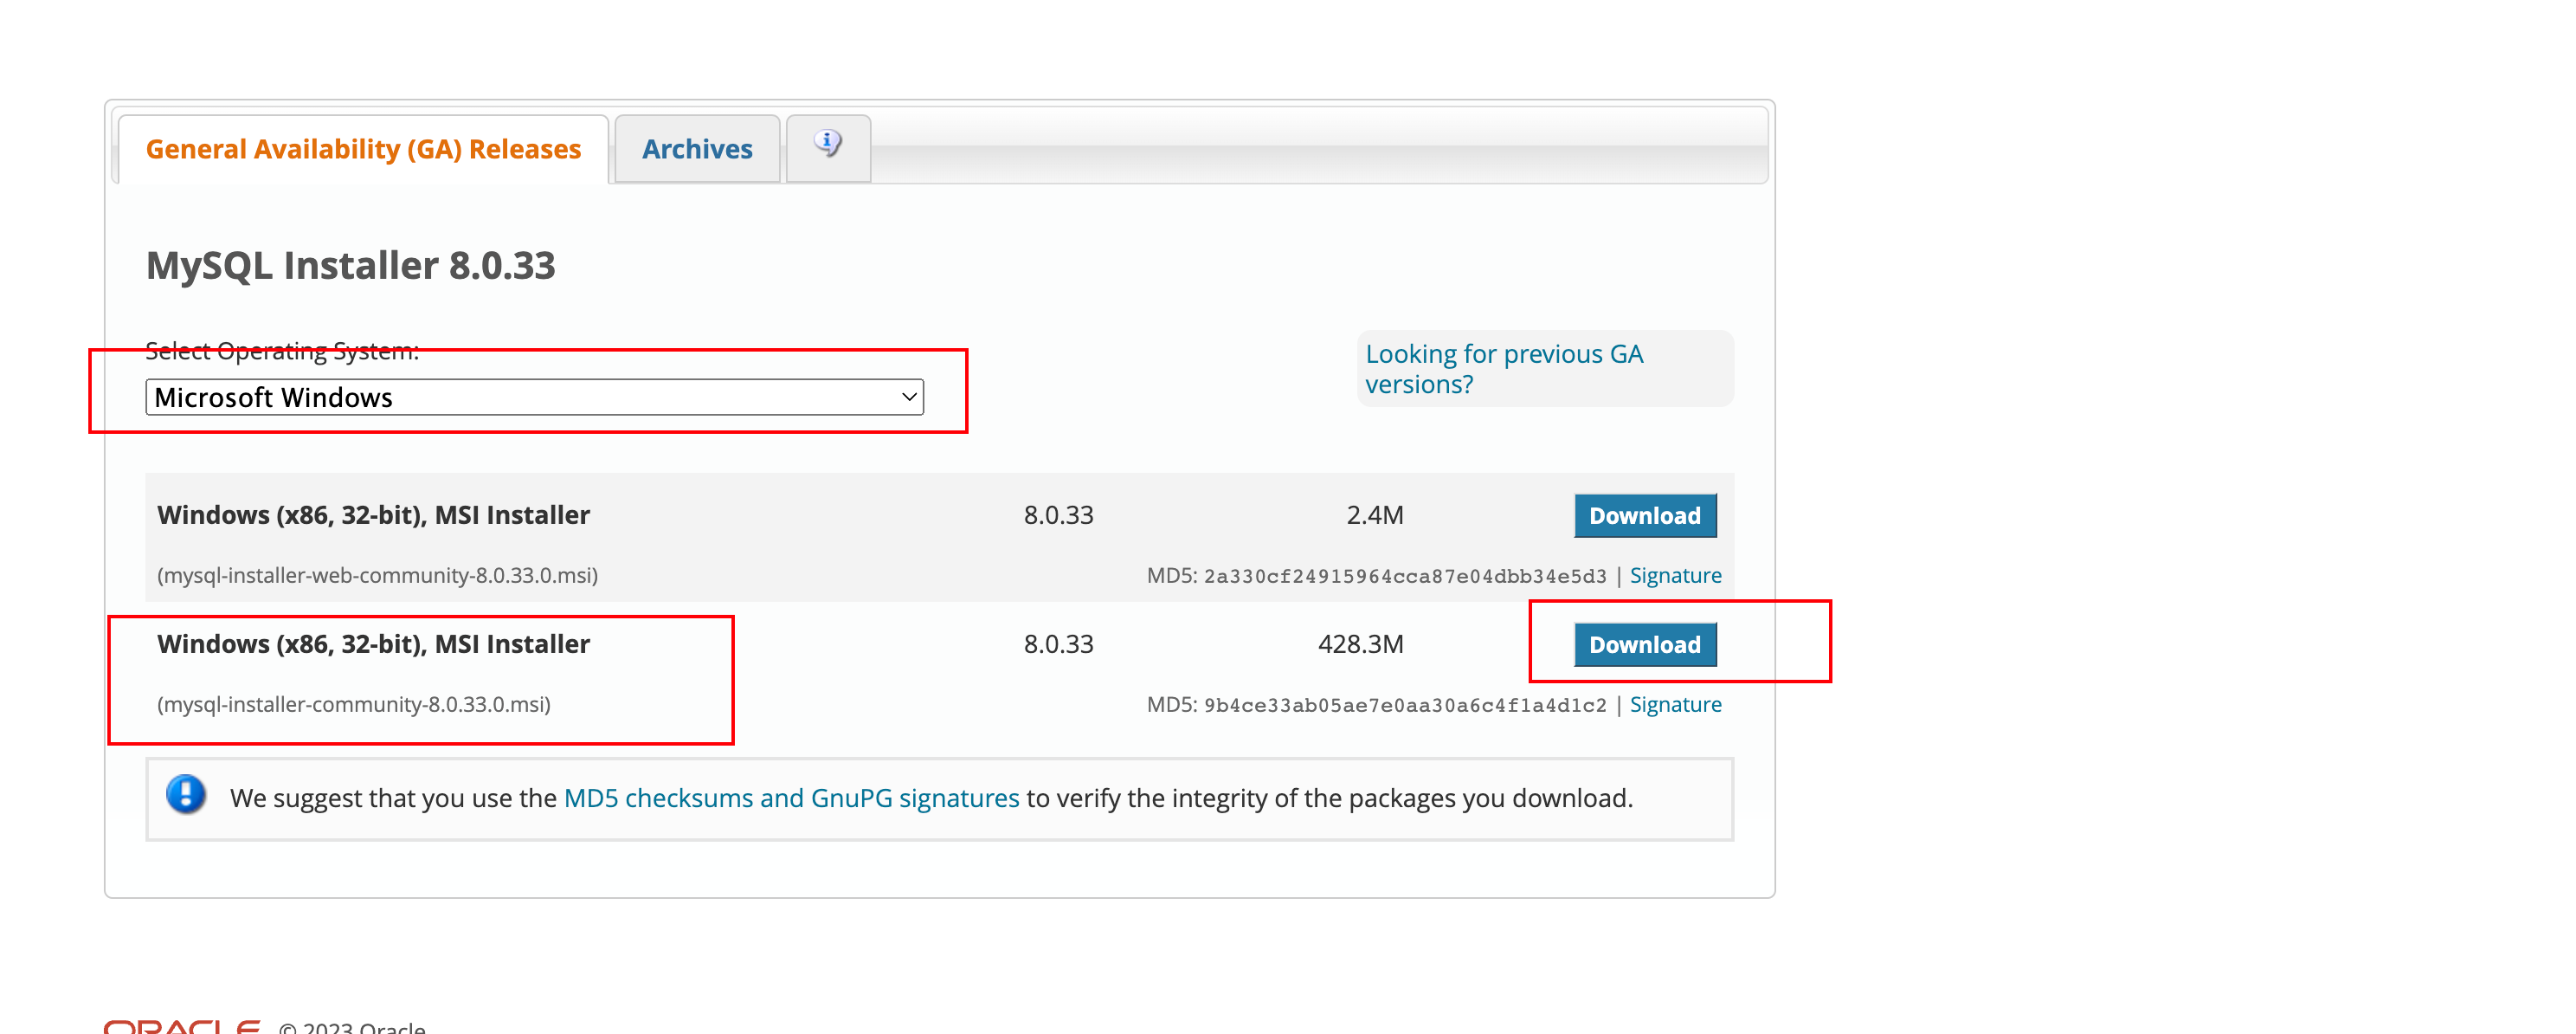 General Availability (GA) Releases
Archives
MySQL Installer 8.0.33
Select Operating System:
Microsoft Windows
Looking for previous GA
versions?
Windows (x86, 32-bit), MSI Installer 8.0.33 2.4M Download
(mysql-installer-web-community-8.0.33.0.msi) MD5: 2a330cf24915964cca87e04dbb34e5d3 | Signature
Windows (x86, 32-bit), MSI Installer 8.0.33 428.3M Download
(mysql-installer-community-8.0.33.0.msi) MD5: 9b4ce33ab05ae7e0aa30a6c4f1a4d1c2 | Signature
We suggest that you use the MD5 checksums and GnuPG signatures to verify the integrity of the packages you download.
ORACLE © 2023 Oracle